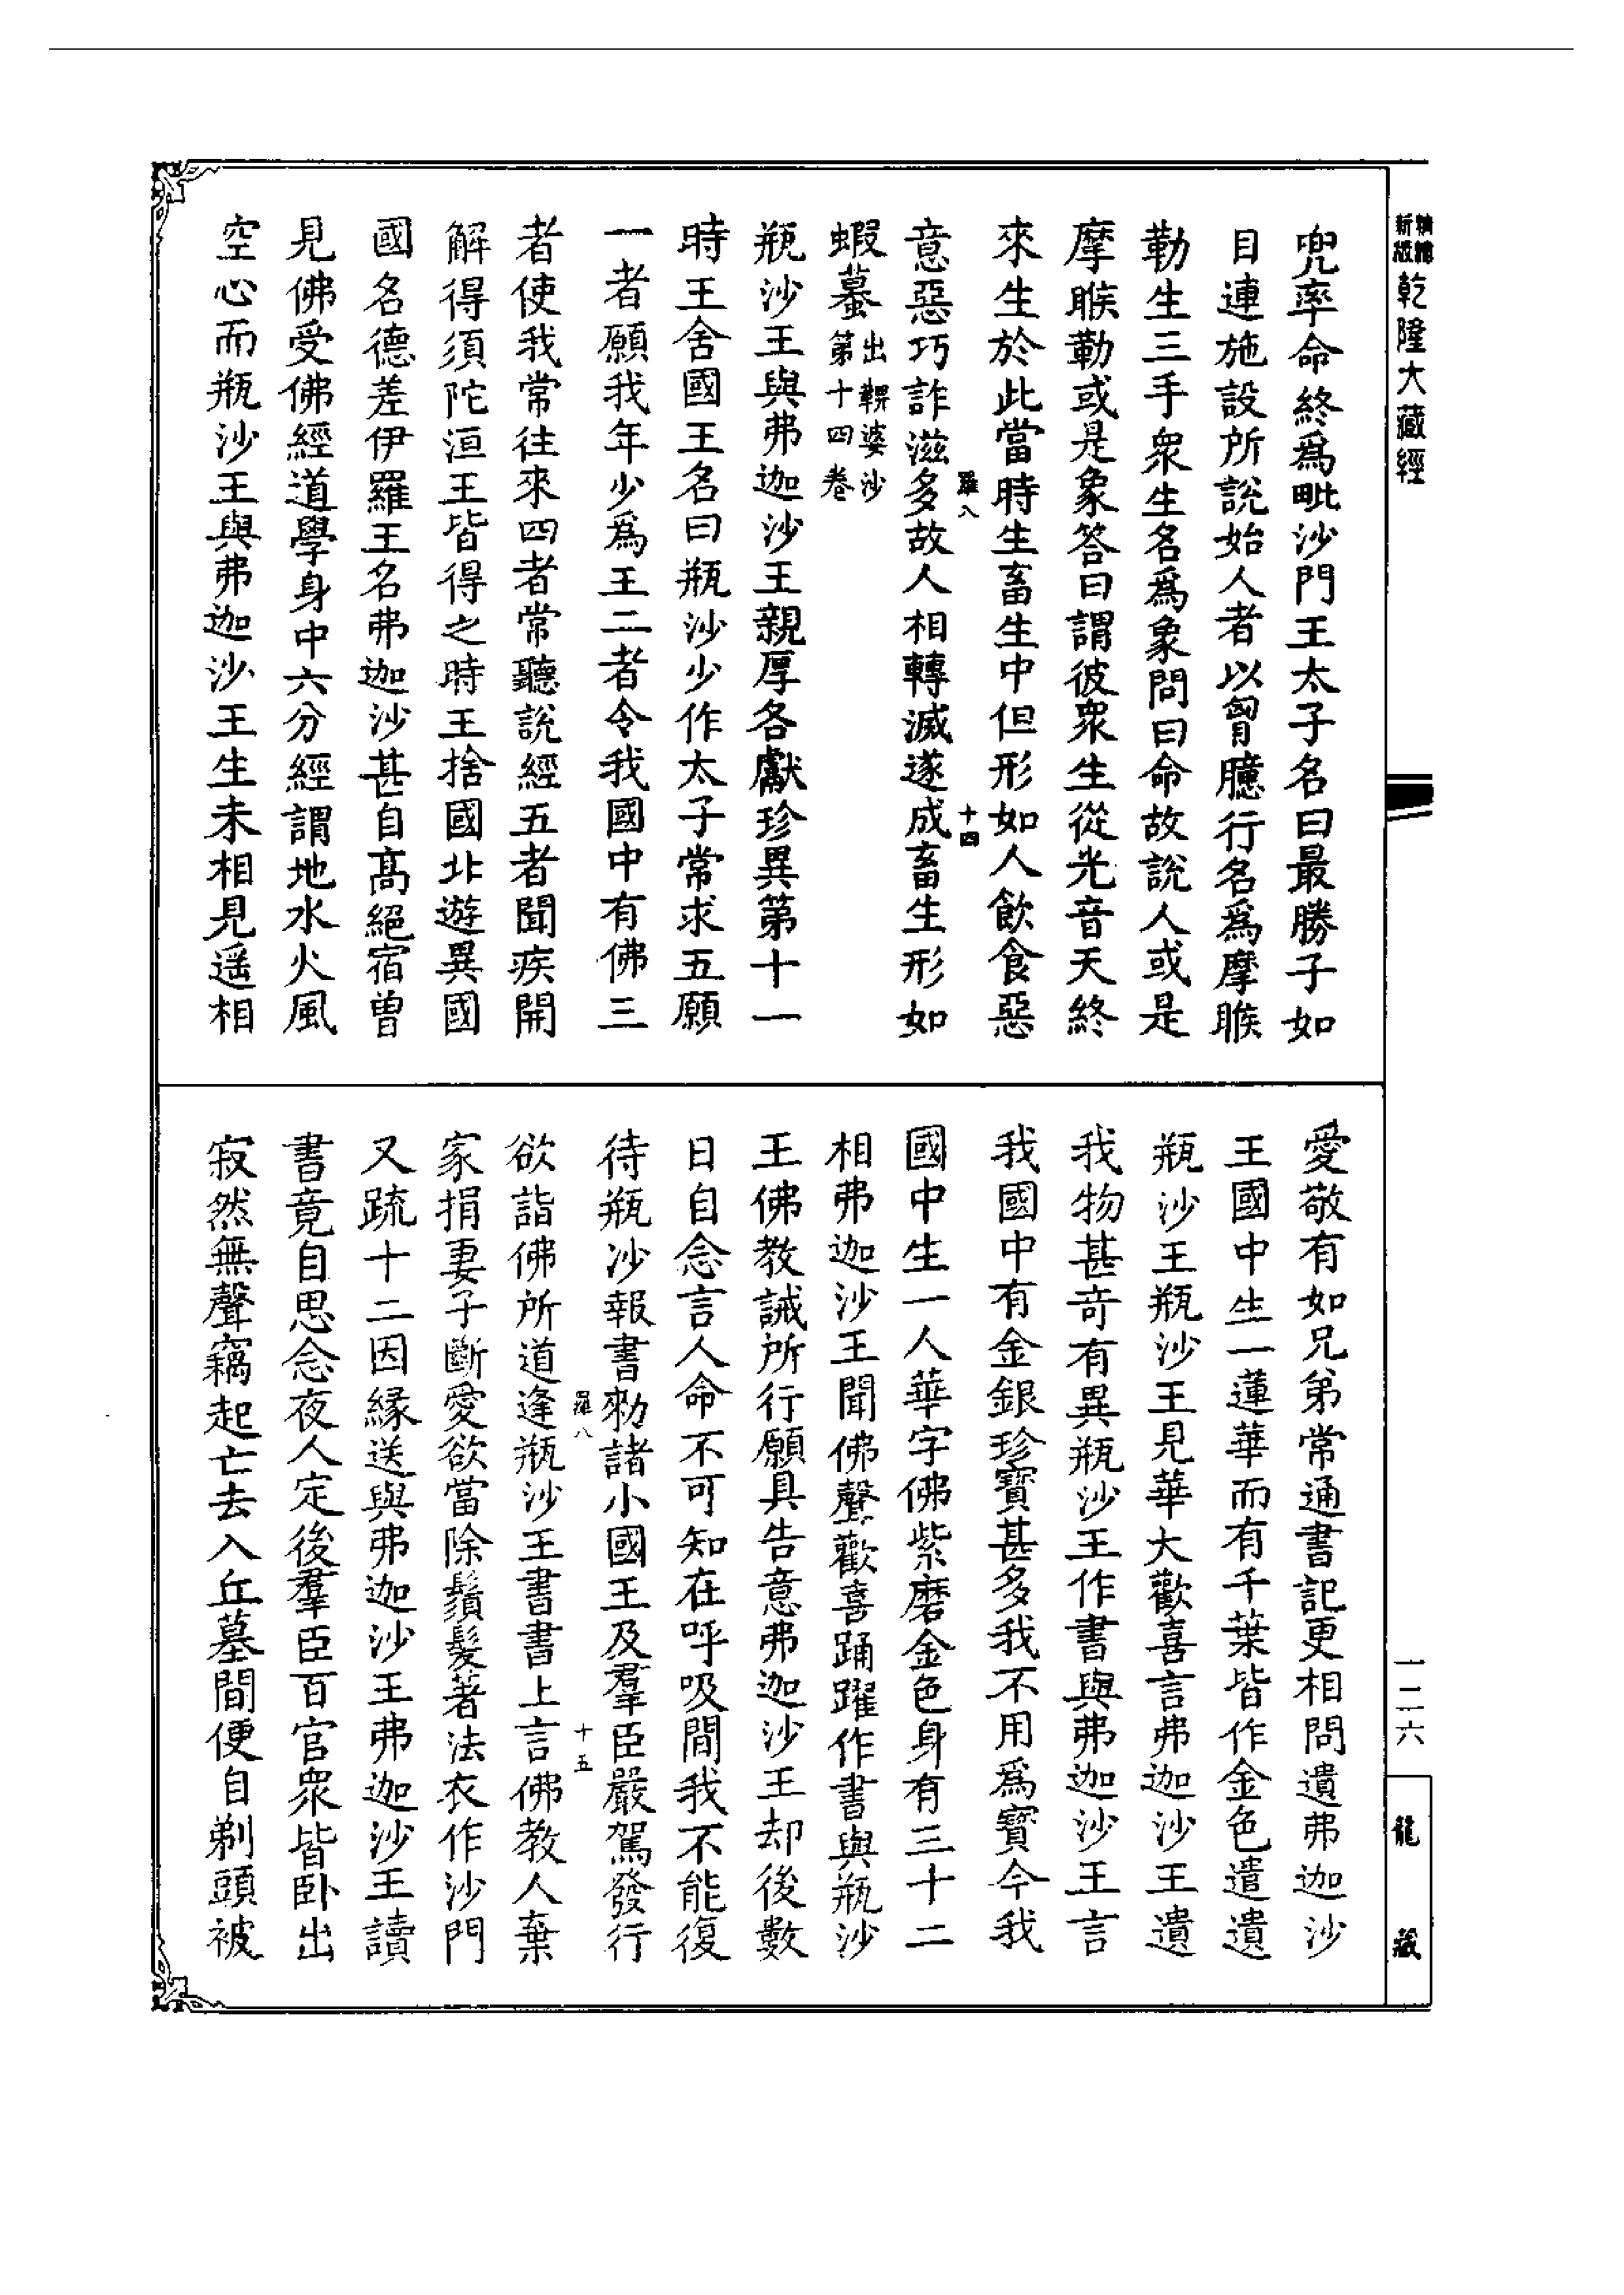 新編縮版乾隆大藏經
兜率命終爲毗沙門王太子名曰最勝子如
目連施設所說始人者以胷臆行名爲摩睺
勒生三手衆生名爲象問曰命故說人或是
摩睺勒或是象答曰謂彼衆生從光音天終
來生於此當時生畜生中但形如人飲食惡
羅八
十四
意惡巧詐滋多故人相轉滅遂成畜生形如
蝦蟇出鞞婆沙第十四卷
瓶沙王與弗迦沙王親厚各獻珍異第十一
時王舍國王名曰瓶沙少作太子常求五願
一者願我年少爲王二者令我國中有佛三
者使我常往來四者常聽說經五者聞疾開
解得須陀洹王皆得之時王捨國北遊異國
國名德差伊羅王名弗迦沙甚自高絕宿曽
見佛受佛經道學身中六分經謂地水火風
空心而瓶沙王與弗迦沙王生未相見遥相
愛敬有如兄弟常通書記更相問遺弗迦沙
王國中生一蓮華而有千葉皆作金色遣遺
瓶沙王瓶沙王見華大歡喜言弗迦沙王遺
我物甚奇有異瓶沙王作書與弗迦沙王言
我國中有金銀珍寶甚多我不用爲寶今我
國中生一人華字佛紫磨金色身有三十二
相弗迦沙王聞佛聲歡喜踊躍作書與瓶沙
王佛教誡所行願具告意弗迦沙王却後數
日自念言人命不可知在呼吸間我不能復
待瓶沙報書勑諸小國王及羣臣嚴駕發行
羅八
十五
欲詣佛所道逢瓶沙王書書上言佛教人棄
家捐妻子斷愛欲當除鬚髮著法衣作沙門
又疏十二因緣送與弗迦沙王弗迦沙王讀
書竟自思念夜人定後羣臣百官衆皆卧出
寂然無聲竊起亡去入丘墓間便自剃頭被
一二六
龍藏